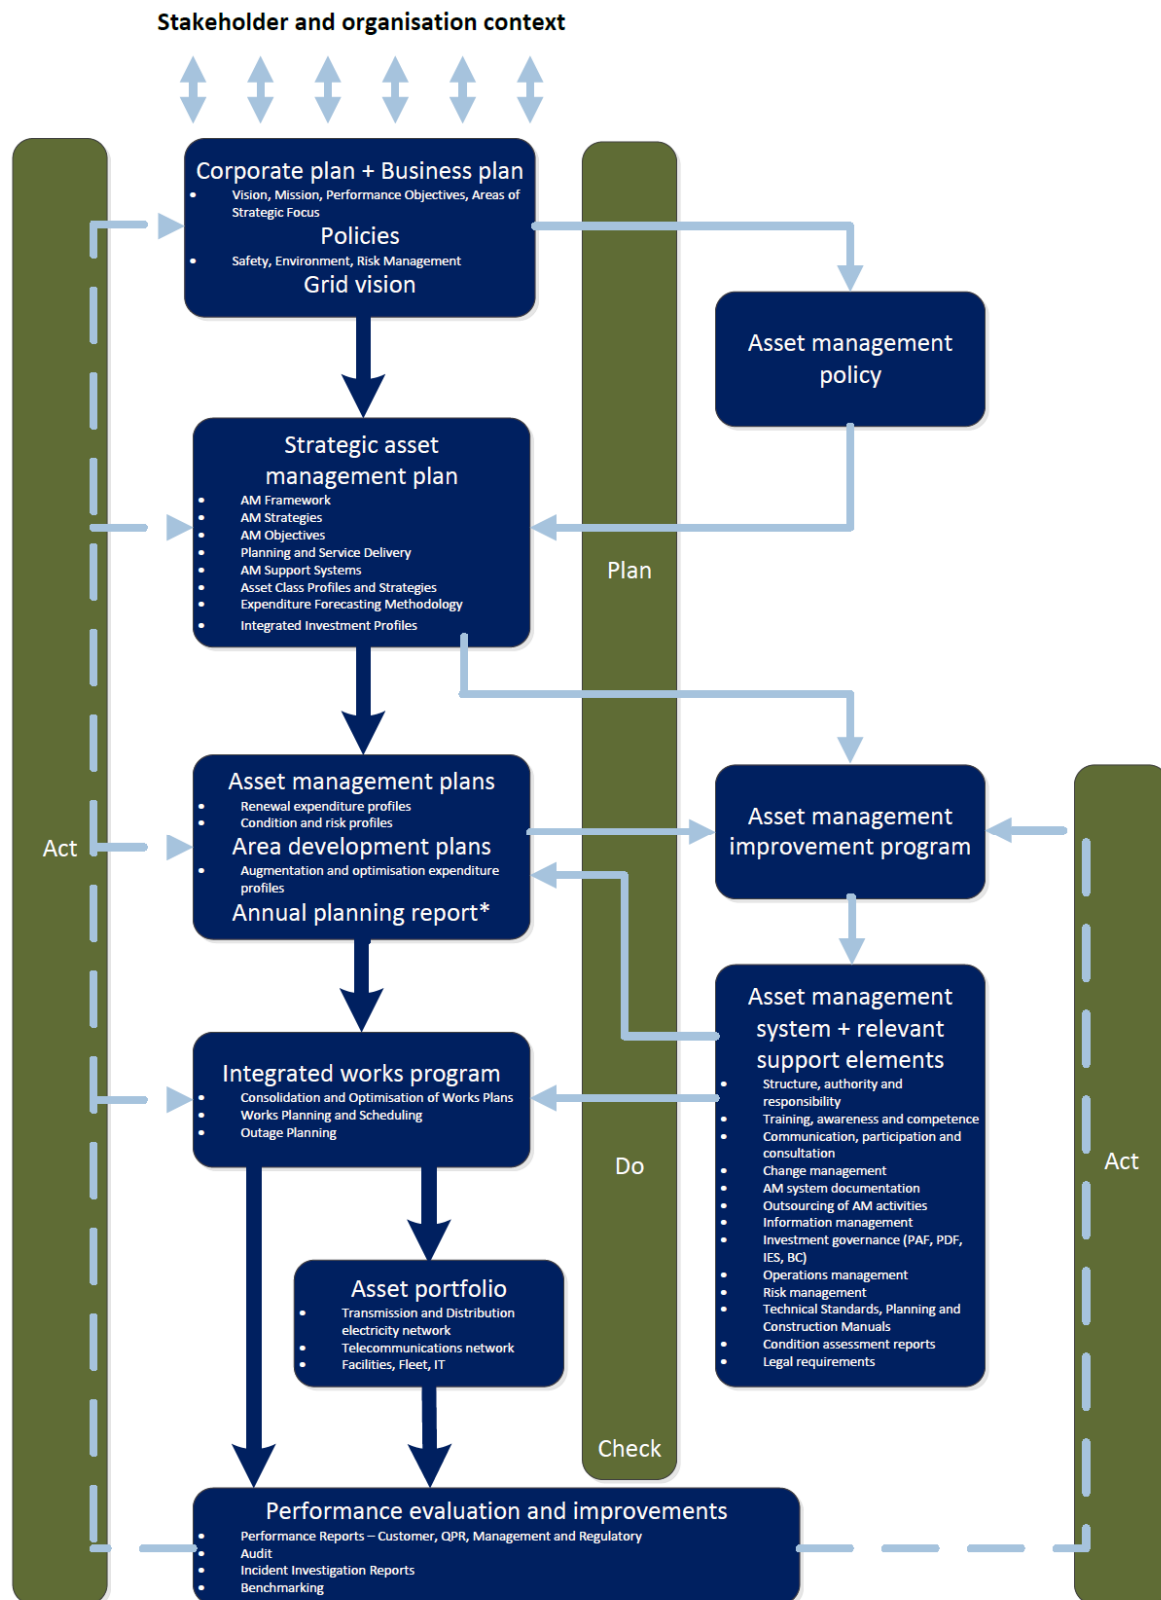 Stakeholder and organisation context
Corporate plan + Business plan
• Vision, Mission, Performance Objectives, Areas of
Strategic Focus
Policies
• Safety, Environment, Risk Management
Grid vision
Asset management
policy
Strategic asset
management plan
• AM Framework
• AM Strategies
• AM Objectives
• Planning and Service Delivery
• AM Support Systems
• Asset Class Profiles and Strategies
• Expenditure Forecasting Methodology
• Integrated Investment Profiles
Plan
Asset management plans
• Renewal expenditure profiles
• Condition and risk profiles
Area development plans
• Augmentation and optimisation expenditure
profiles
Annual planning report*
Asset management
improvement program
Act
Asset management
system + relevant
support elements
• Structure, authority and
responsibility
• Training, awareness and competence
• Communication, participation and
consultation
• Change management
• AM system documentation
• Outsourcing of AM activities
• Information management
• Investment governance (PAF, PDF,
IES, BC)
• Operations management
• Risk management
• Technical Standards, Planning and
Construction Manuals
• Condition assessment reports
• Legal requirements
Integrated works program
• Consolidation and Optimisation of Works Plans
• Works Planning and Scheduling
• Outage Planning
Do
Act
Asset portfolio
• Transmission and Distribution
electricity network
• Telecommunications network
• Facilities, Fleet, IT
Check
Performance evaluation and improvements
• Performance Reports – Customer, QPR, Management and Regulatory
• Audit
• Incident Investigation Reports
• Benchmarking